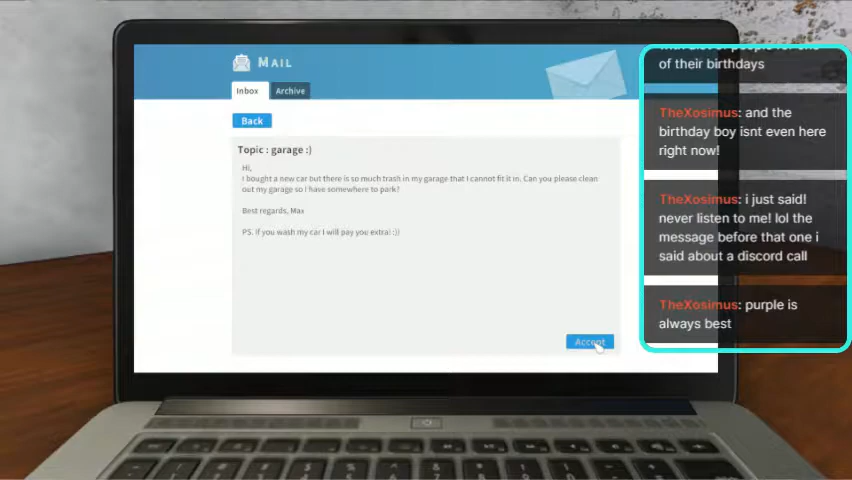 MAIL
Inbox
Archive
Back
Topic : garage :)
Hi,
I bought a new car but there is so much trash in my garage that I cannot fit it in. Can you please clean
out my garage so I have somewhere to park?
Best regards, Max
PS. If you wash my car I will pay you extra! :))
Accept
of their birthdays
TheXosimus: and the
birthday boy isnt even here
right now!
TheXosimus: i just said!
never listen to me! lol the
message before that one i
said about a discord call
TheXosimus: purple is
always best